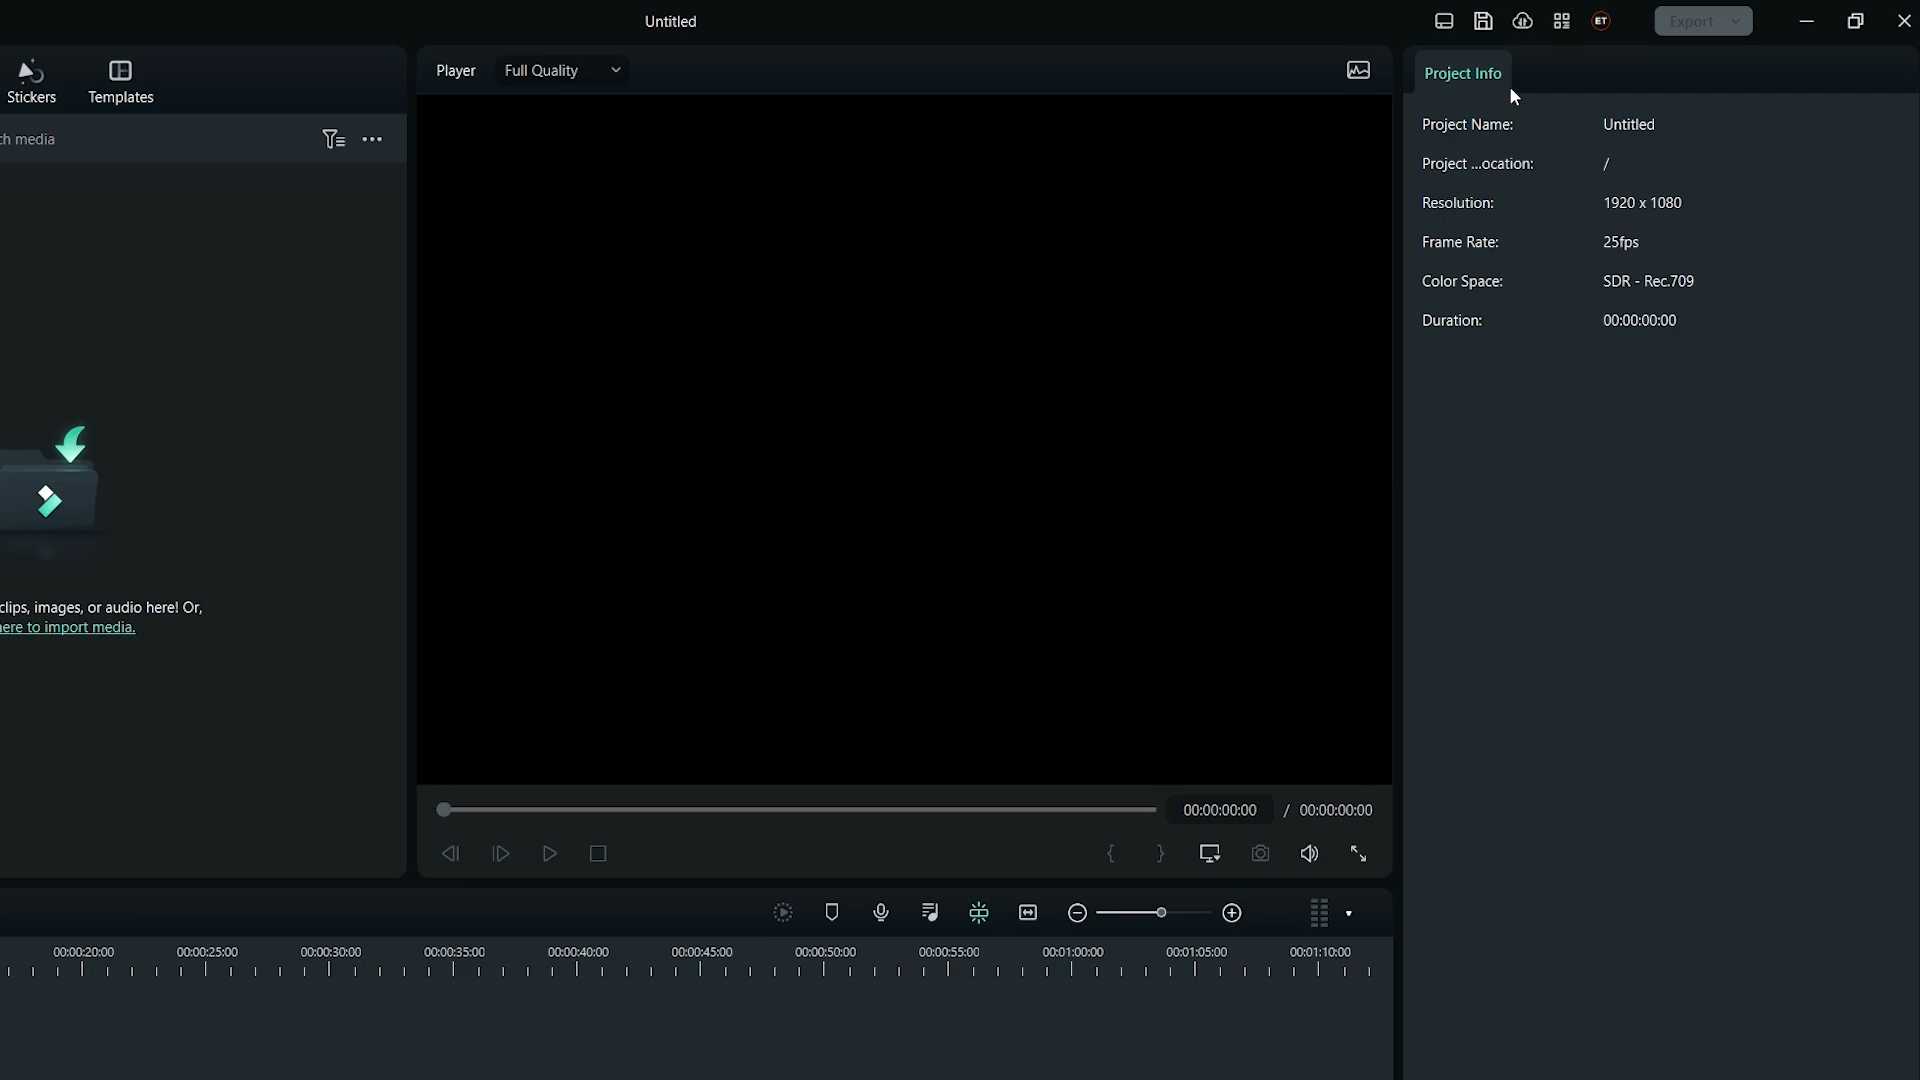 Untitled
ET
Export
Stickers
Templates
ch media
clips, images, or audio here! Or,
here to import media.
Player
Full Quality
00:00:00:00 / 00:00:00:00
Project Info
Project Name: Untitled
Project ...ocation: /
Resolution: 1920 x 1080
Frame Rate: 25fps
Color Space: SDR - Rec.709
Duration: 00:00:00:00
00:00:20:00 00:00:25:00 00:00:30:00 00:00:35:00 00:00:40:00 00:00:45:00 00:00:50:00 00:00:55:00 00:01:00:00 00:01:05:00 00:01:10:00